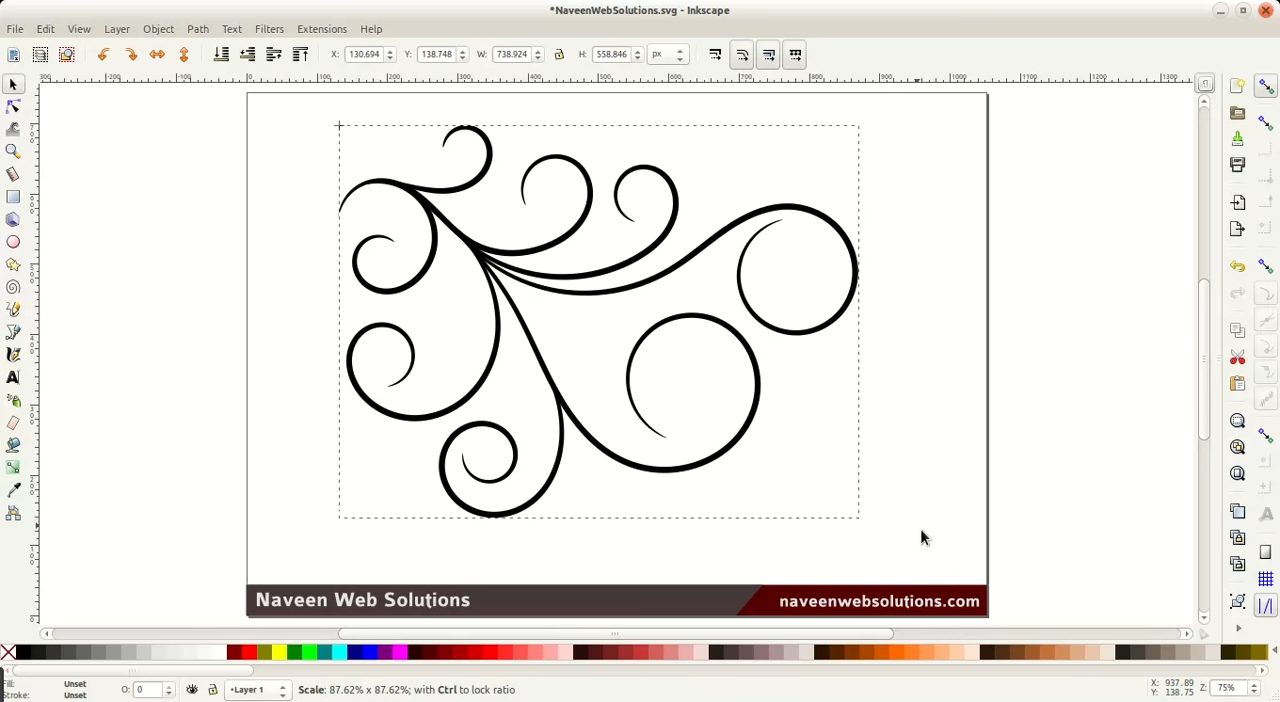 *NaveenWebSolutions.svg - Inkscape
File Edit View Layer Object Path Text Filters Extensions Help
X: 130.694 Y: 138.748 W: 738.924 H: 558.846 px
Naveen Web Solutions
naveenwebsolutions.com
Fill: Unset
Stroke: Unset
O: 0
•Layer 1
Scale: 87.62% x 87.62%; with Ctrl to lock ratio
X: 937.89
Y: 138.75
Z: 75%